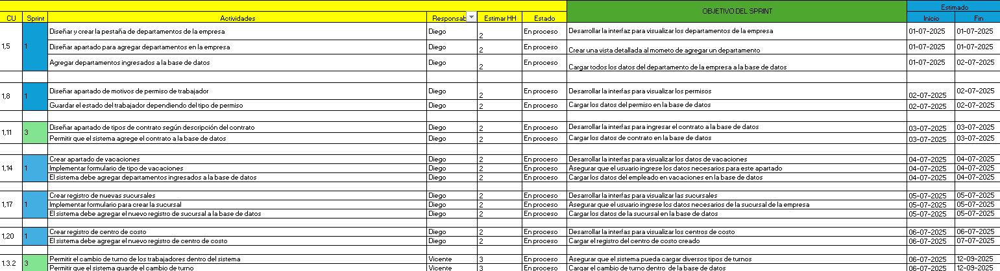 OBJETIVO DEL SPRINT Estimado
CU Sprint Actividades Responsab Estimar HH Estado Inicio Fin
1,5 1 Diseñar y crear la pestaña de departamentos de la empresa Diego 2 En proceso Desarrollar la interfaz para visualizar los departamentos de la empresa 01-07-2025 01-07-2025
Diseñar apartado para agregar departamentos en la empresa Diego 2 En proceso Crear una vista detallada al mometo de agregar un departamento 01-07-2025 01-07-2025
Agregar departamentos ingresados a la base de datos Diego 2 En proceso Cargar todos los datos del departamento de la empresa a la base de datos 01-07-2025 02-07-2025
1,8 1 Diseñar apartado de motivos de permiso de trabajador Diego 2 En proceso Desarrollar la interfas para visualizar los permisos 02-07-2025 02-07-2025
Guardar el estado del trabajador dependiendo del tipo de permiso Diego 2 En proceso Cargar los datos del permiso en la base de datos 02-07-2025 02-07-2025
1,11 3 Diseñar apartado de tipos de contrato según descripción del contrato Diego 2 En proceso Desarrollar la interfas para ingresar el contrato a la base de datos 03-07-2025 03-07-2025
Permitir que el sistema agrege el contrato a la base de datos Diego 2 En proceso Cargar los datos de contrato en la base de datos 03-07-2025 03-07-2025
1,14 1 Crear apartado de vacaciones Diego 2 En proceso Desarrollar la interfas para visualizar los datos de vacaciones 04-07-2025 04-07-2025
Implementar formulario de tipo de vacaciones Diego 2 En proceso Asegurar que el usuario ingrese los datos necesarios para este apartado 04-07-2025 04-07-2025
El sistema debe agregar departamentos ingresados a la base de datos Diego 2 En proceso Cargar los datos del empleado en vacaciones en la base de datos 04-07-2025 04-07-2025
1,17 1 Crear registro de nuevas sucursales Diego 2 En proceso Desarrollar la interfas para visualizar las sucursales 05-07-2025 05-07-2025
Implementar formulario para crear la sucursal Diego 2 En proceso Asegurar que el usuario ingrese los datos necesarios de la sucursal de la empresa 05-07-2025 05-07-2025
El sistema debe agregar el nuevo registro de sucursal a la base de datos Diego 2 En proceso Cargar los datos de la sucursal en la base de datos 05-07-2025 05-07-2025
1,20 1 Crear registro de centro de costo Diego 2 En proceso Desarrollar la interfas para visualizar los centros de costo 06-07-2025 06-07-2025
El sistema debe agregar el nuevo registro de centro de costo Diego 2 En proceso Cargar el registro del centro de costo creado 06-07-2025 07-07-2025
1.3.2 3 Permitir el cambio de turno de los trabajadores dentro del sistema Vicente 3 En proceso Asegurar que el sistema pueda cargar diversos tipos de turnos 06-07-2025 12-09-2025
Permitir que el sistema guarde el cambio de turno Vicente 3 En proceso Cargar el cambio de turno dentro de la base de datos 06-07-2025 12-09-2025